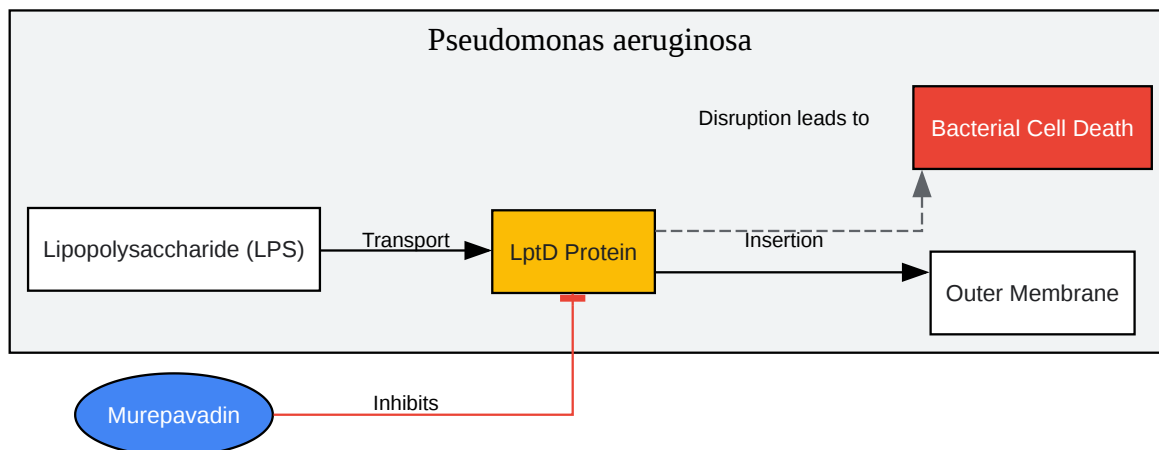 Pseudomonas aeruginosa
Disruption leads to
Bacterial Cell Death
Lipopolysaccharide (LPS)
Transport
LptD Protein
Insertion
Outer Membrane
Murepavadin
Inhibits